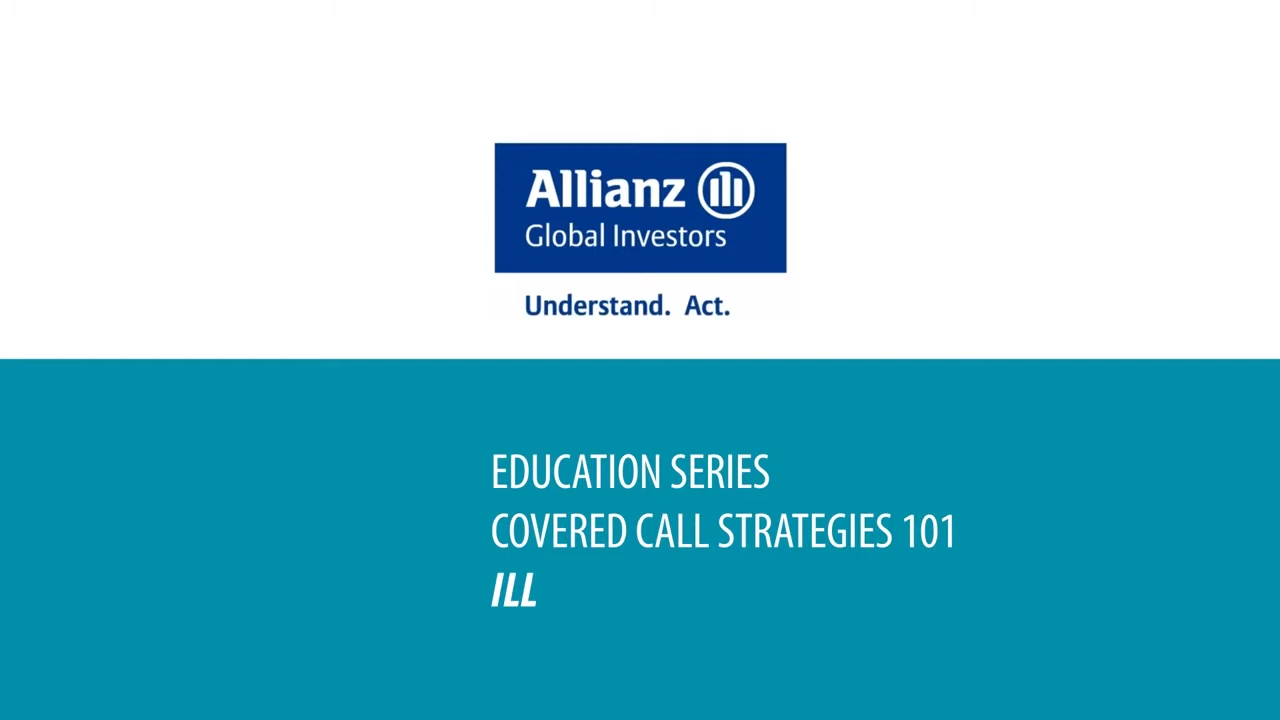 Allianz
Global Investors
Understand. Act.
EDUCATION SERIES
COVERED CALL STRATEGIES 101
ILL